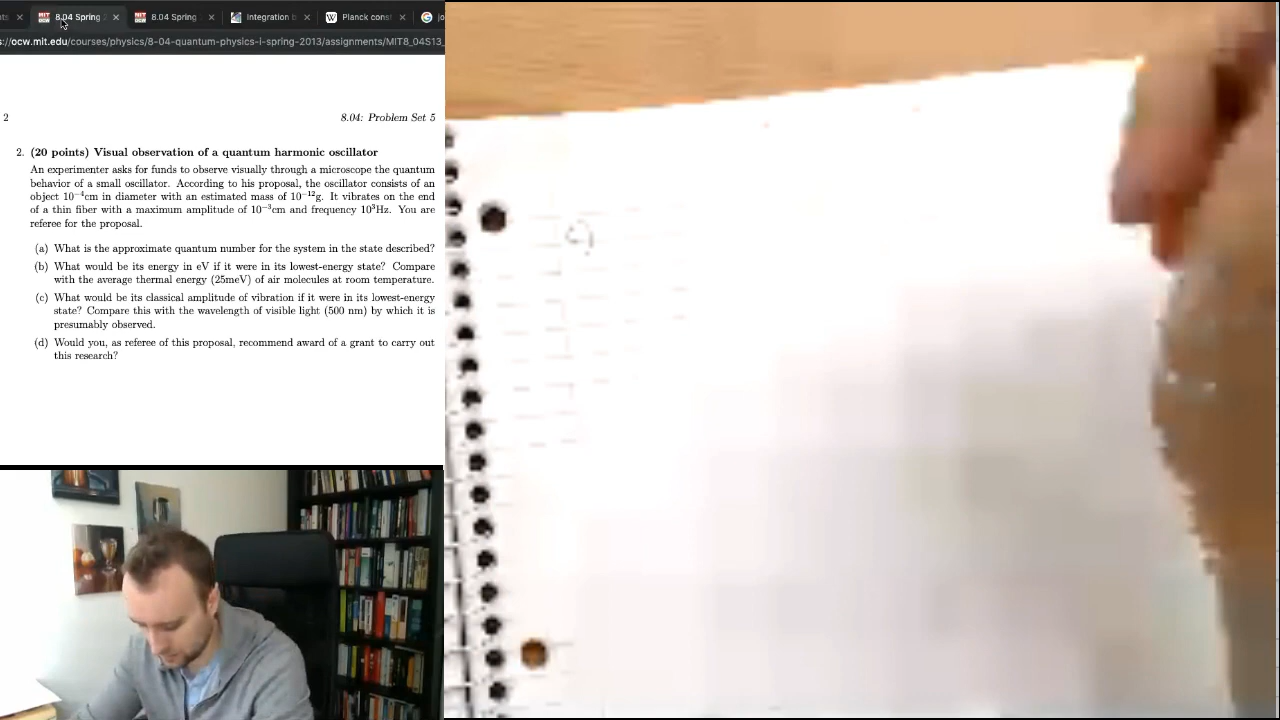 8.04 Spring
8.04 Spring
Integration b
Planck cons
://ocw.mit.edu/courses/physics/8-04-quantum-physics-i-spring-2013/assignments/MIT8_04S13_
2
8.04: Problem Set 5
2. (20 points) Visual observation of a quantum harmonic oscillator
An experimenter asks for funds to observe visually through a microscope the quantum
behavior of a small oscillator. According to his proposal, the oscillator consists of an
object 10⁻⁴cm in diameter with an estimated mass of 10⁻¹²g. It vibrates on the end
of a thin fiber with a maximum amplitude of 10⁻³cm and frequency 10³Hz. You are
referee for the proposal.
(a) What is the approximate quantum number for the system in the state described?
(b) What would be its energy in eV if it were in its lowest-energy state? Compare
with the average thermal energy (25meV) of air molecules at room temperature.
(c) What would be its classical amplitude of vibration if it were in its lowest-energy
state? Compare this with the wavelength of visible light (500 nm) by which it is
presumably observed.
(d) Would you, as referee of this proposal, recommend award of a grant to carry out
this research?